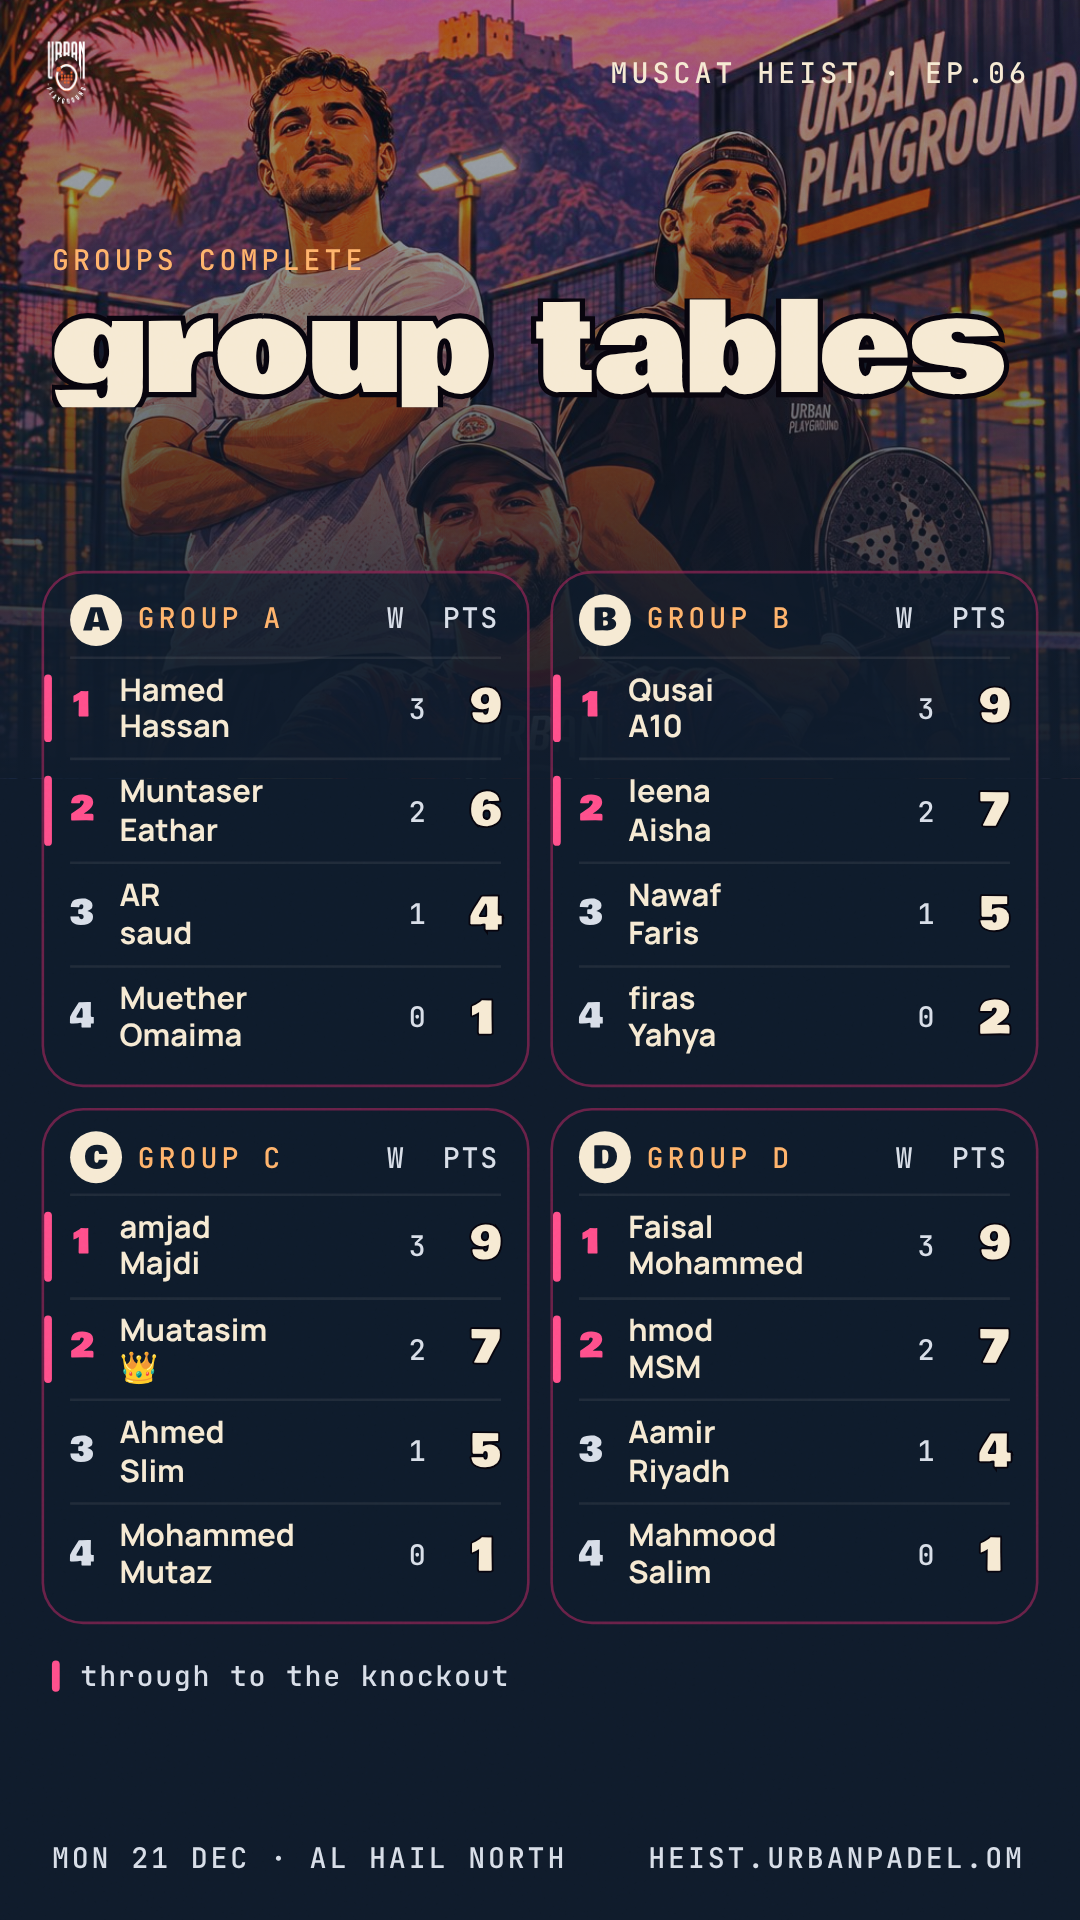 URBAN
PLAYGROUND
MUSCAT HEIST · EP.06
URBAN
PLAYGROUND
GROUPS COMPLETE
group tables
URBAN
PLAYGROUND
A GROUP A W PTS
1 Hamed
Hassan 3 9
2 Muntaser
Eathar 2 6
3 AR
saud 1 4
4 Muether
Omaima 0 1
B GROUP B W PTS
1 Qusai
A10 3 9
2 leena
Aisha 2 7
3 Nawaf
Faris 1 5
4 firas
Yahya 0 2
C GROUP C W PTS
1 amjad
Majdi 3 9
2 Muatasim
👑 2 7
3 Ahmed
Slim 1 5
4 Mohammed
Mutaz 0 1
D GROUP D W PTS
1 Faisal
Mohammed 3 9
2 hmod
MSM 2 7
3 Aamir
Riyadh 1 4
4 Mahmood
Salim 0 1
through to the knockout
MON 21 DEC · AL HAIL NORTH
HEIST.URBANPADEL.OM